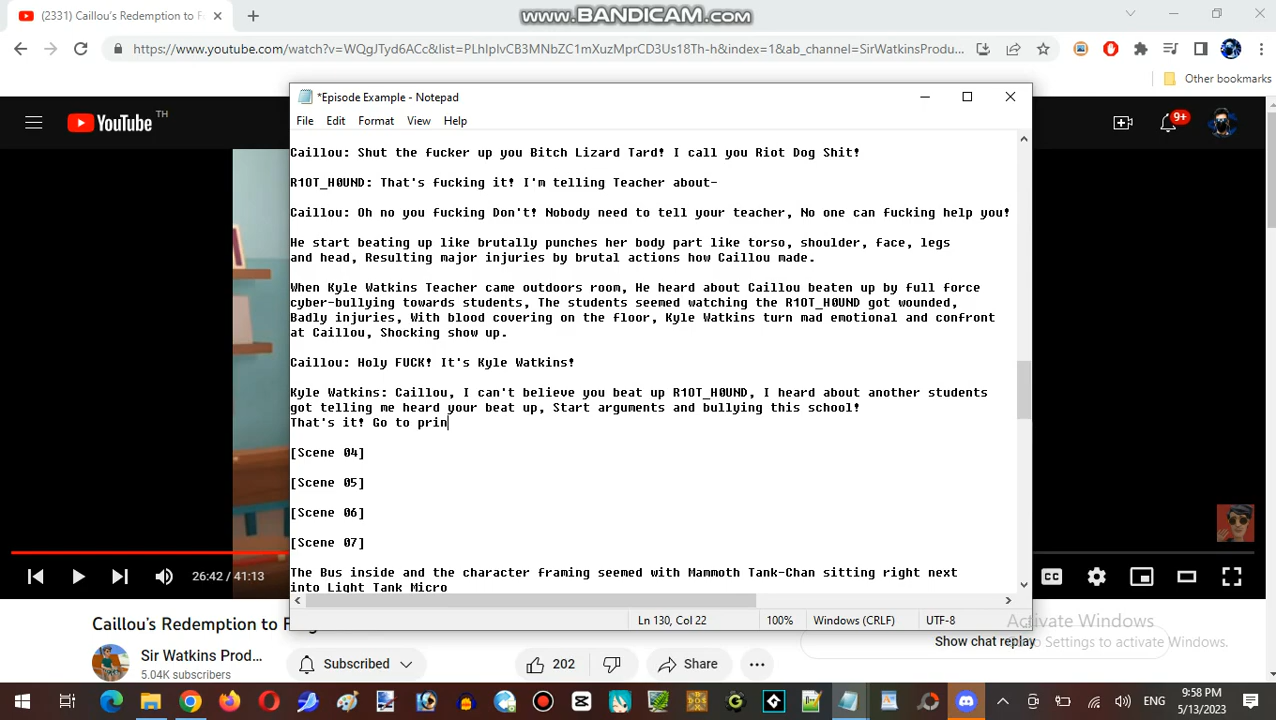 www.BANDICAM.com
(2331) Caillou's Redemption to F
https://www.youtube.com/watch?v=WQgJTyd6ACc&list=PLhIplvCB5MNbZC1mXuzMprCD3Us18Th-h&index=1&ab_channel=SirWatkinsProdu...
Other bookmarks
*Episode Example - Notepad
File Edit Format View Help
YouTube TH
9+
Caillou: Shut the fucker up you Bitch Lizard Tard! I call you Riot Dog Shit!
R1OT_H0UND: That's fucking it! I'm telling Teacher about-
Caillou: Oh no you fucking Don't! Nobody need to tell your teacher, No one can fucking help you!
He start beating up like brutally punches her body part like torso, shoulder, face, legs
and head, Resulting major injuries by brutal actions how Caillou made.
When Kyle Watkins Teacher came outdoors room, He heard about Caillou beaten up by full force
cyber-bullying towards students, The students seemed watching the R1OT_H0UND got wounded,
Badly injuries, With blood covering on the floor, Kyle Watkins turn mad emotional and confront
at Caillou, Shocking show up.
Caillou: Holy FUCK! It's Kyle Watkins!
Kyle Watkins: Caillou, I can't believe you beat up R1OT_H0UND, I heard about another students
got telling me heard your beat up, Start arguments and bullying this school!
That's it! Go to prin
[Scene 04]
[Scene 05]
[Scene 06]
[Scene 07]
The Bus inside and the character framing seemed with Mammoth Tank-Chan sitting right next
into Light Tank Micro
26:42 / 41:13
CC
Ln 130, Col 22 100% Windows (CRLF) UTF-8
Activate Windows
Go to Settings to activate Windows.
Caillou's Redemption to
Show chat replay
Sir Watkins Prod...
5.04K subscribers
Subscribed
202
Share
ENG
9:58 PM
5/13/2023